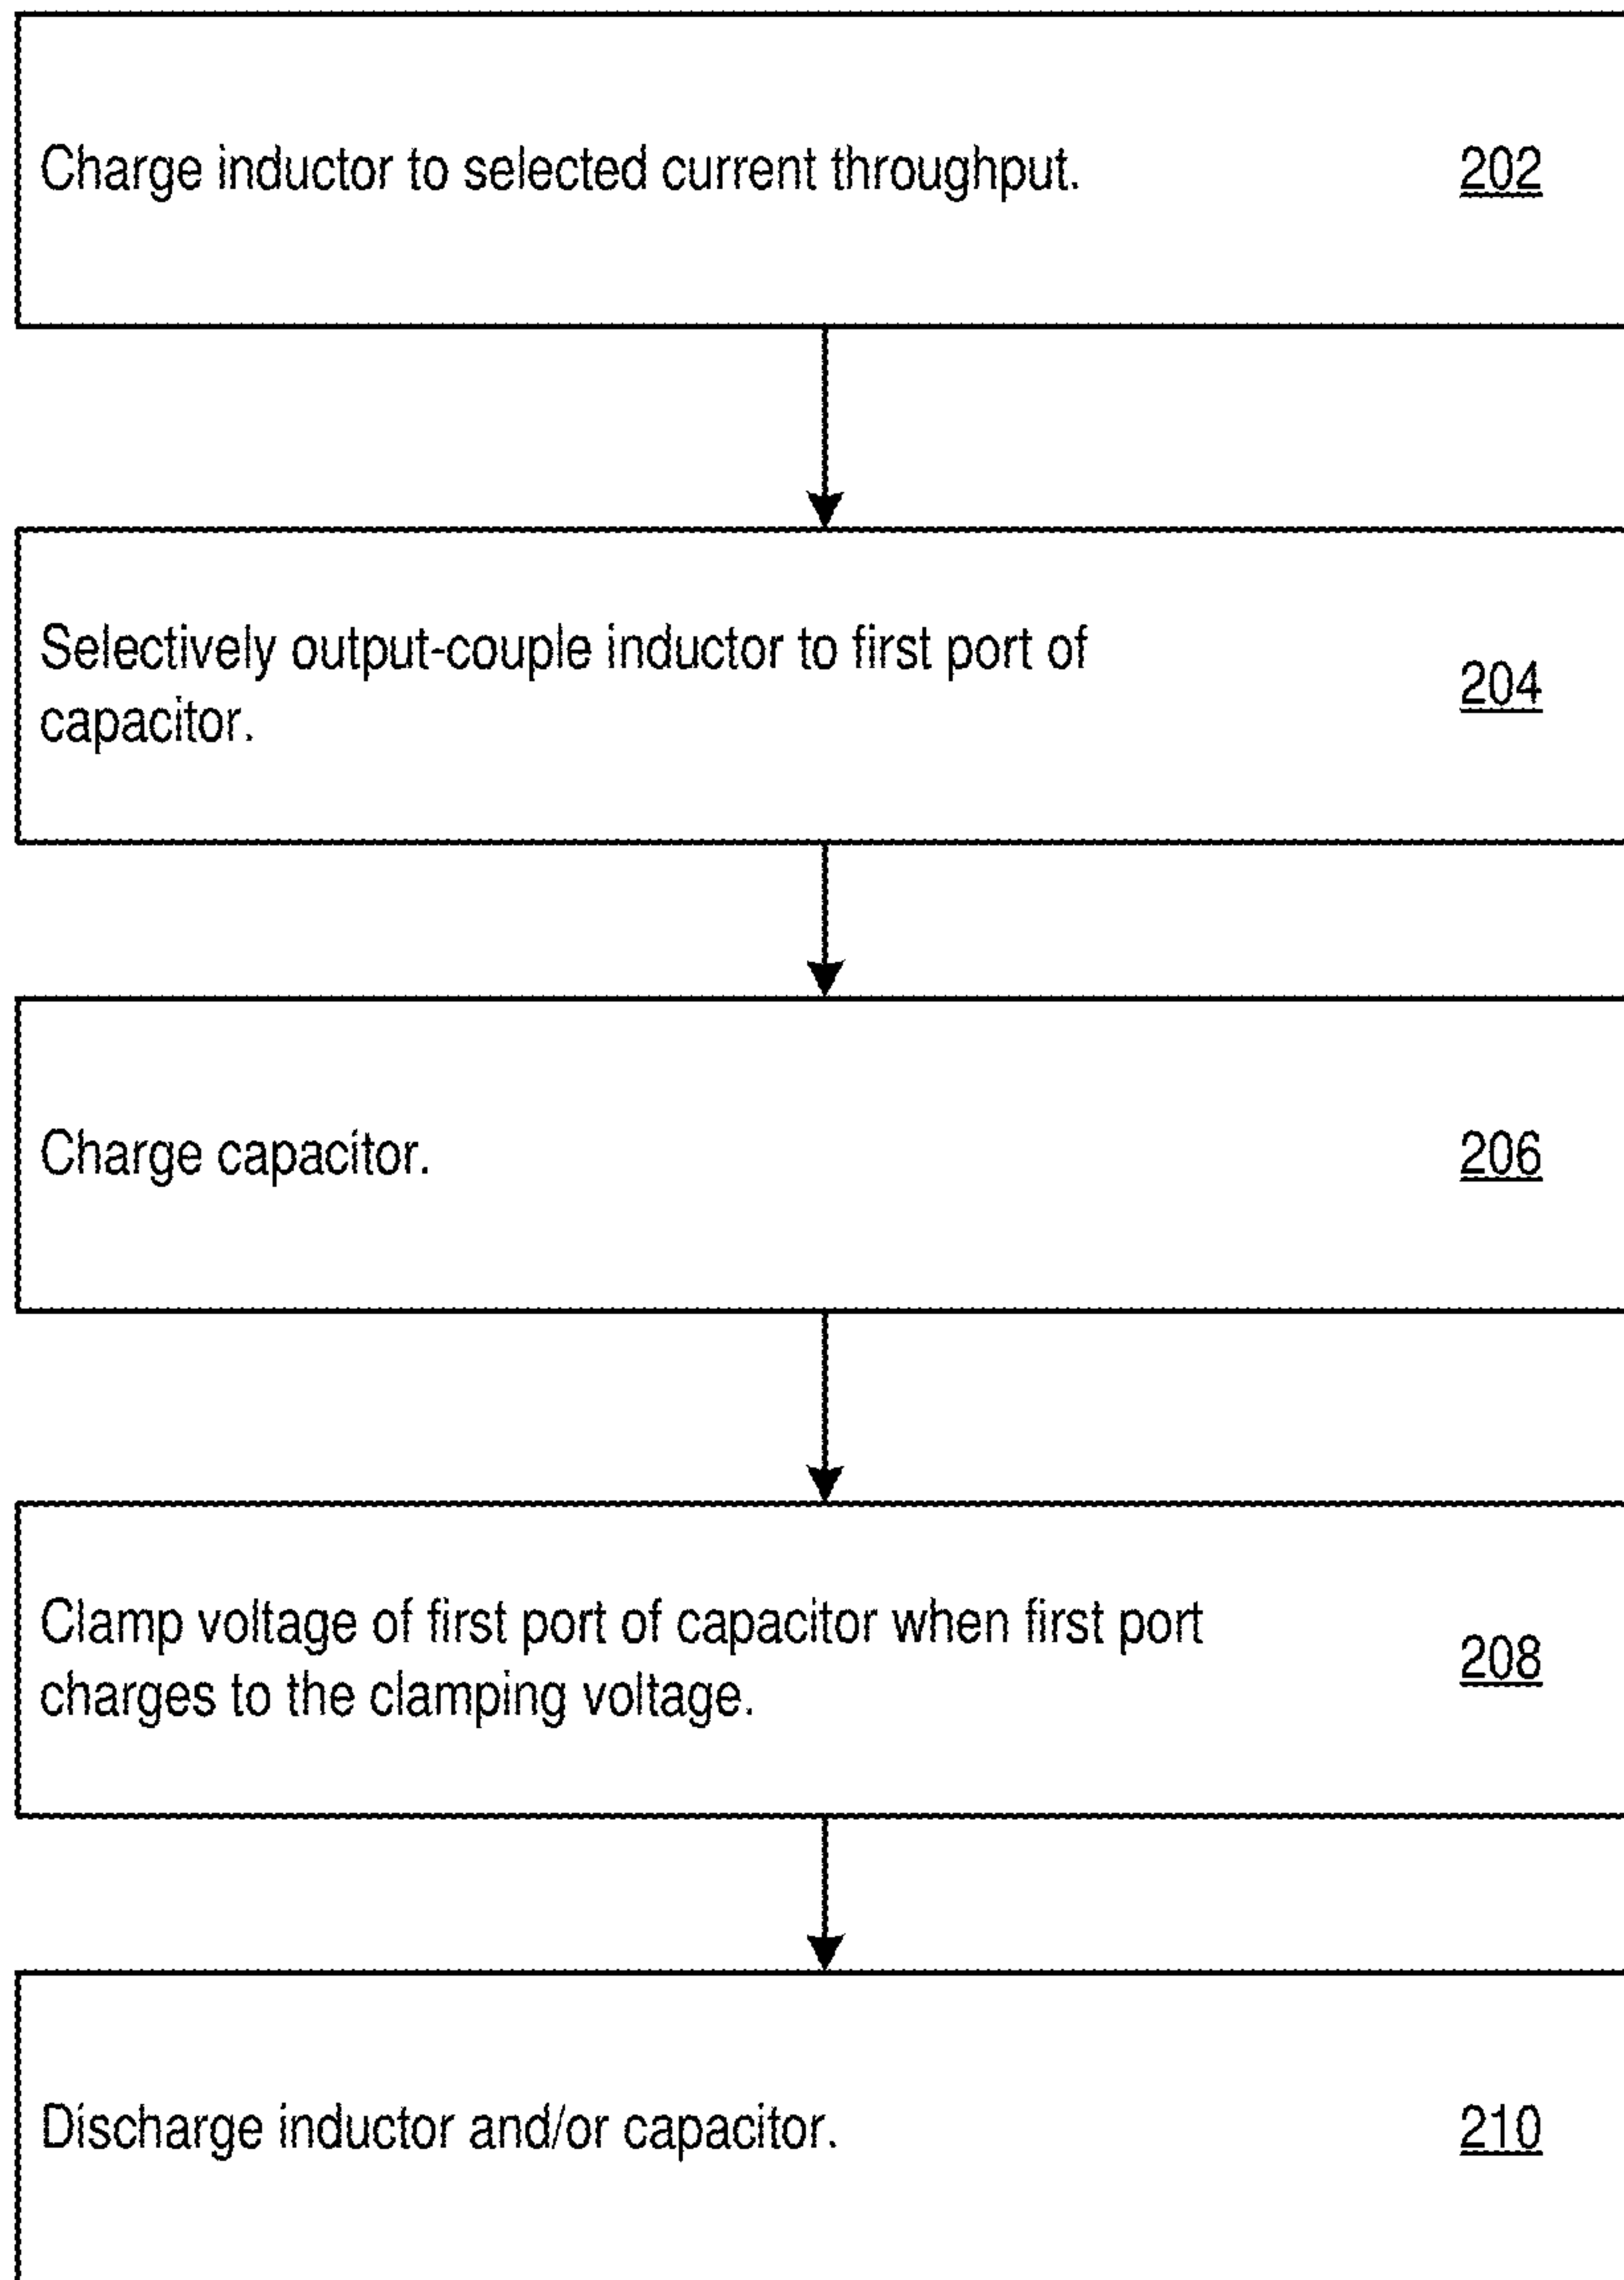 Charge inductor to selected current throughput.
202
Selectively output-couple inductor to first port of
capacitor.
204
Charge capacitor.
206
Clamp voltage of first port of capacitor when first port
charges to the clamping voltage.
208
Discharge inductor and/or capacitor.
210